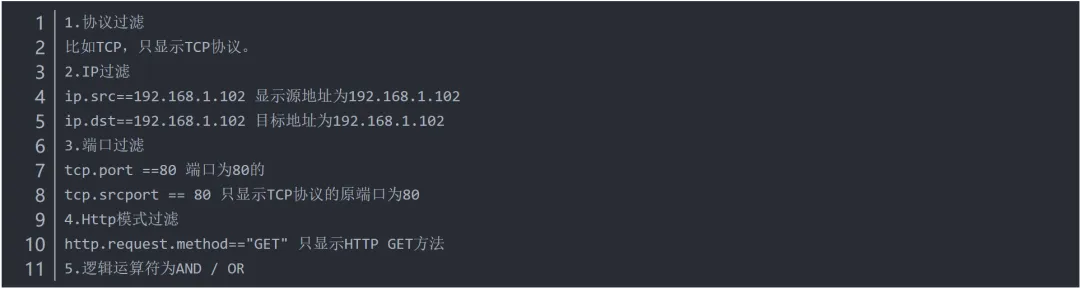 1 1.协议过滤
2 比如TCP，只显示TCP协议。
3 2.IP过滤
4 ip.src==192.168.1.102 显示源地址为192.168.1.102
5 ip.dst==192.168.1.102 目标地址为192.168.1.102
6 3.端口过滤
7 tcp.port ==80 端口为80的
8 tcp.srcport == 80 只显示TCP协议的原端口为80
9 4.Http模式过滤
10 http.request.method=="GET" 只显示HTTP GET方法
11 5.逻辑运算符为AND / OR